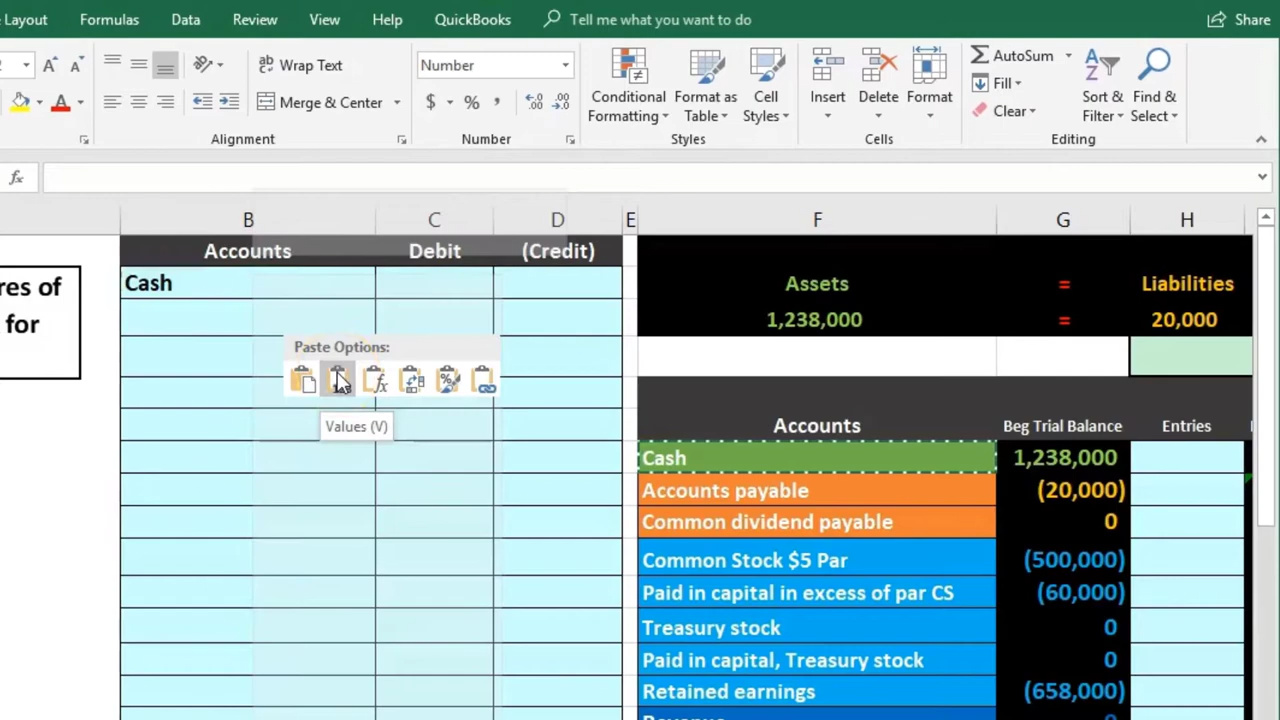 e Layout Formulas Data Review View Help QuickBooks Tell me what you want to do Share
Wrap Text Number AutoSum
Merge & Center $ % , Conditional Formatting Format as Table Cell Styles Insert Delete Format Fill Clear Sort & Filter Find & Select
Alignment Number Styles Cells Editing
fx
B C D E F G H
Accounts Debit (Credit)
res of
for
Cash
Assets = Liabilities
1,238,000 = 20,000
Paste Options:
Values (V)
Accounts Beg Trial Balance Entries
Cash 1,238,000
Accounts payable (20,000)
Common dividend payable 0
Common Stock $5 Par (500,000)
Paid in capital in excess of par CS (60,000)
Treasury stock 0
Paid in capital, Treasury stock 0
Retained earnings (658,000)